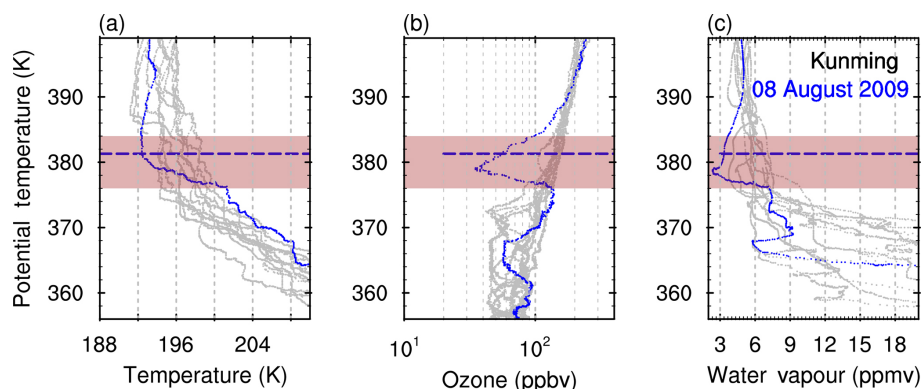 (a) (b) (c)
Potential temperature (K)
390 390 390
380 380 380
370 370 370
360 360 360
Kunming
08 August 2009
188 196 204 10¹ 10² 3 6 9 12 15 18
Temperature (K) Ozone (ppbv) Water vapour (ppmv)